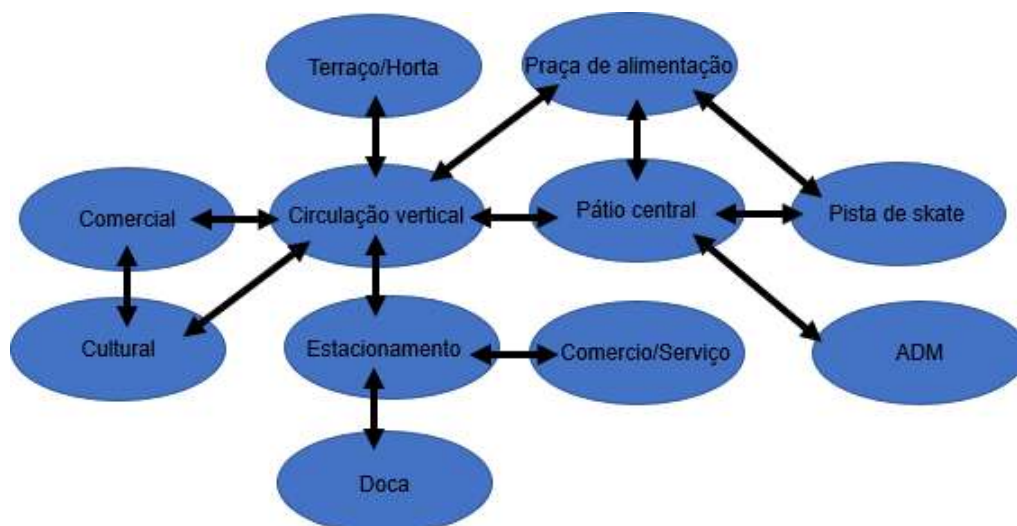 Terraço/Horta
Praça de alimentação
Comercial
Circulação vertical
Pátio central
Pista de skate
Cultural
Estacionamento
Comercio/Serviço
ADM
Doca